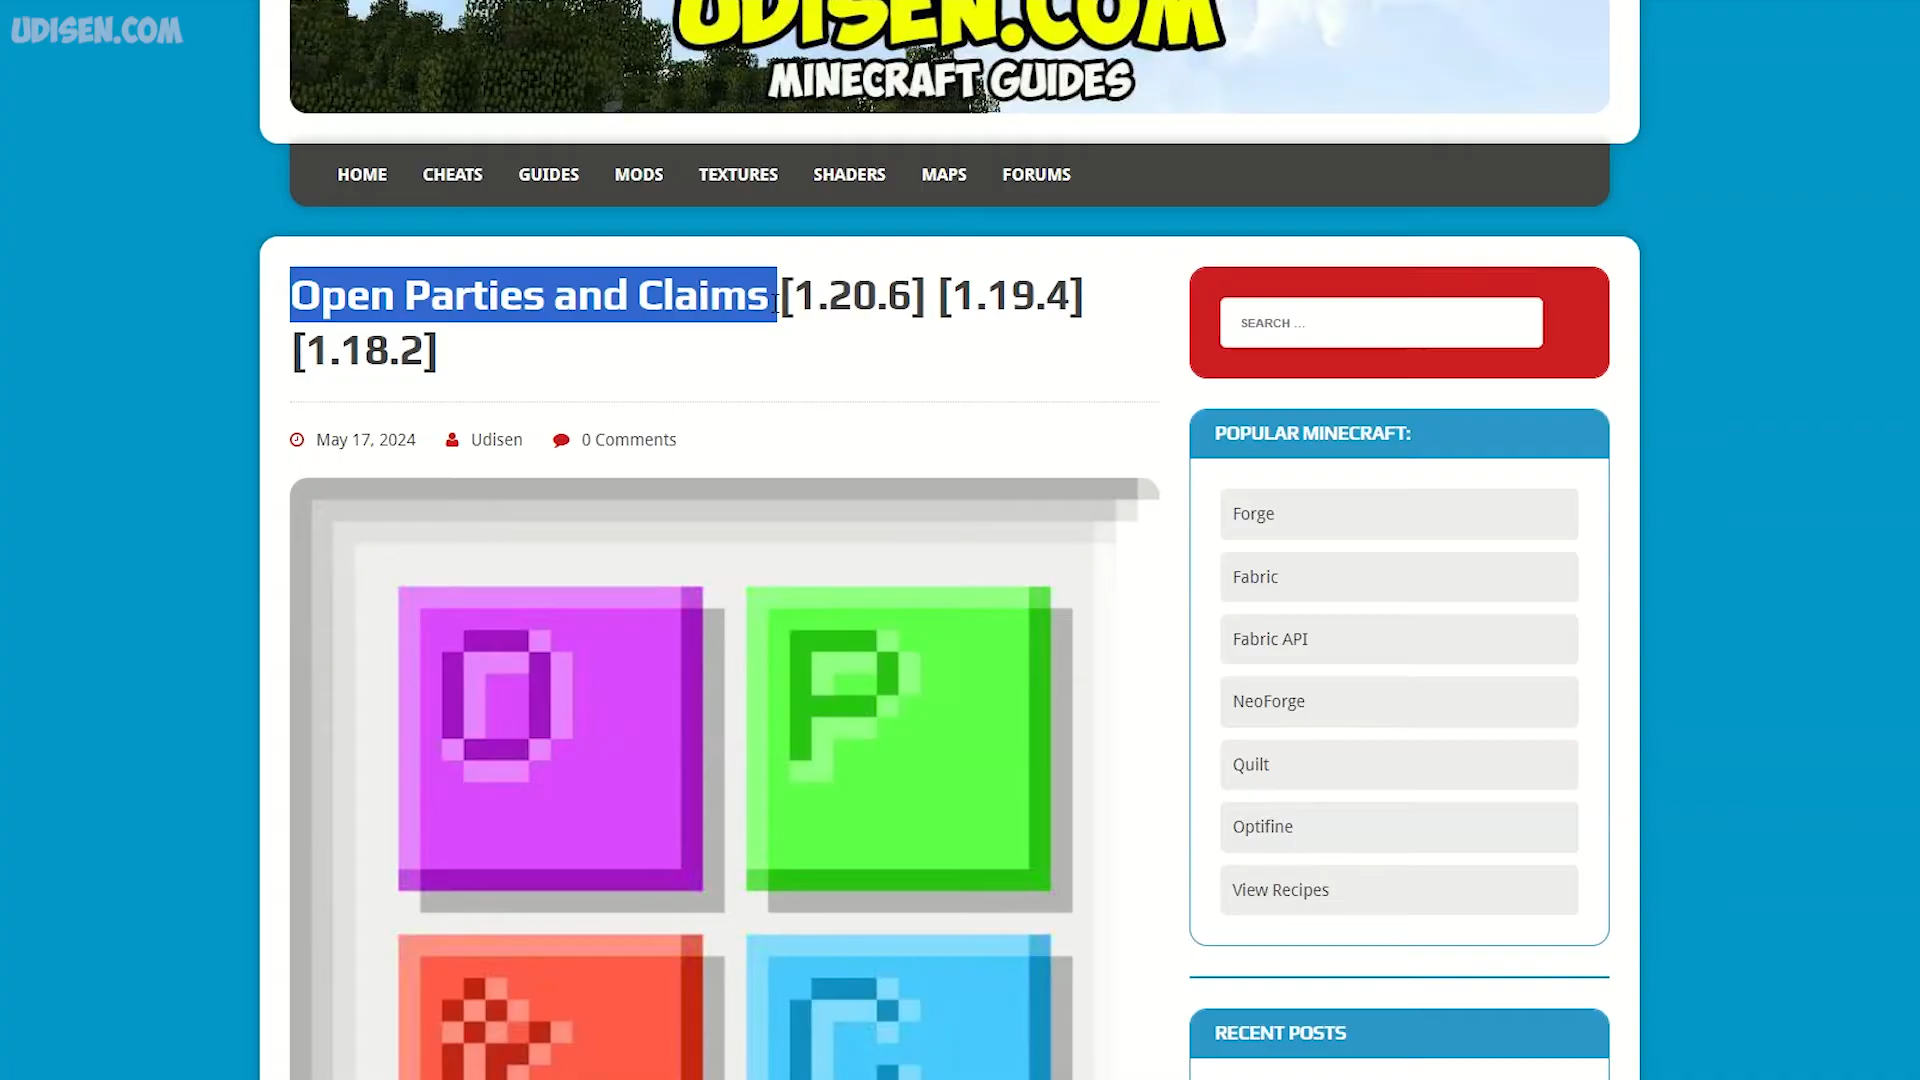 UDISEN.COM
UDISEN.COM
MINECRAFT GUIDES
HOME CHEATS GUIDES MODS TEXTURES SHADERS MAPS FORUMS
Open Parties and Claims [1.20.6] [1.19.4]
[1.18.2]
May 17, 2024 Udisen 0 Comments
O P
C
SEARCH ...
POPULAR MINECRAFT:
Forge
Fabric
Fabric API
NeoForge
Quilt
Optifine
View Recipes
RECENT POSTS